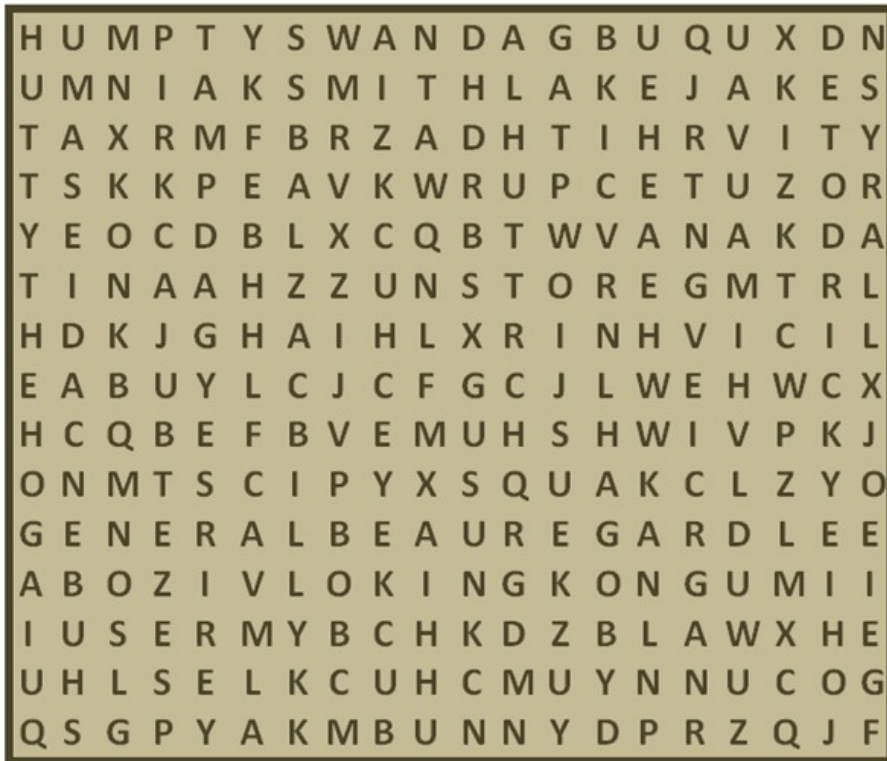 H U M P T Y S W A N D A G B U Q U X D N
U M N I A K S M I T H L A K E J A K E S
T A X R M F B R Z A D H T I H R V I T Y
T S K K P E A V K W R U P C E T U Z O R
Y E O C D B L X C Q B T W V A N A K D A
T I N A A H Z Z U N S T O R E G M T R L
H D K J G H A I H L X R I N H V I C I L
E A B U Y L C J C F G C J L W E H W C X
H C Q B E F B V E M U H S H W I V P K J
O N M T S C I P Y X S Q U A K C L Z Y O
G E N E R A L B E A U R E G A R D L E E
A B O Z I V L O K I N G K O N G U M I I
I U S E R M Y B C H K D Z B L A W X H E
U H L S E L K C U H C M U Y N N U C O G
Q S G P Y A K M B U N N Y D P R Z Q J F